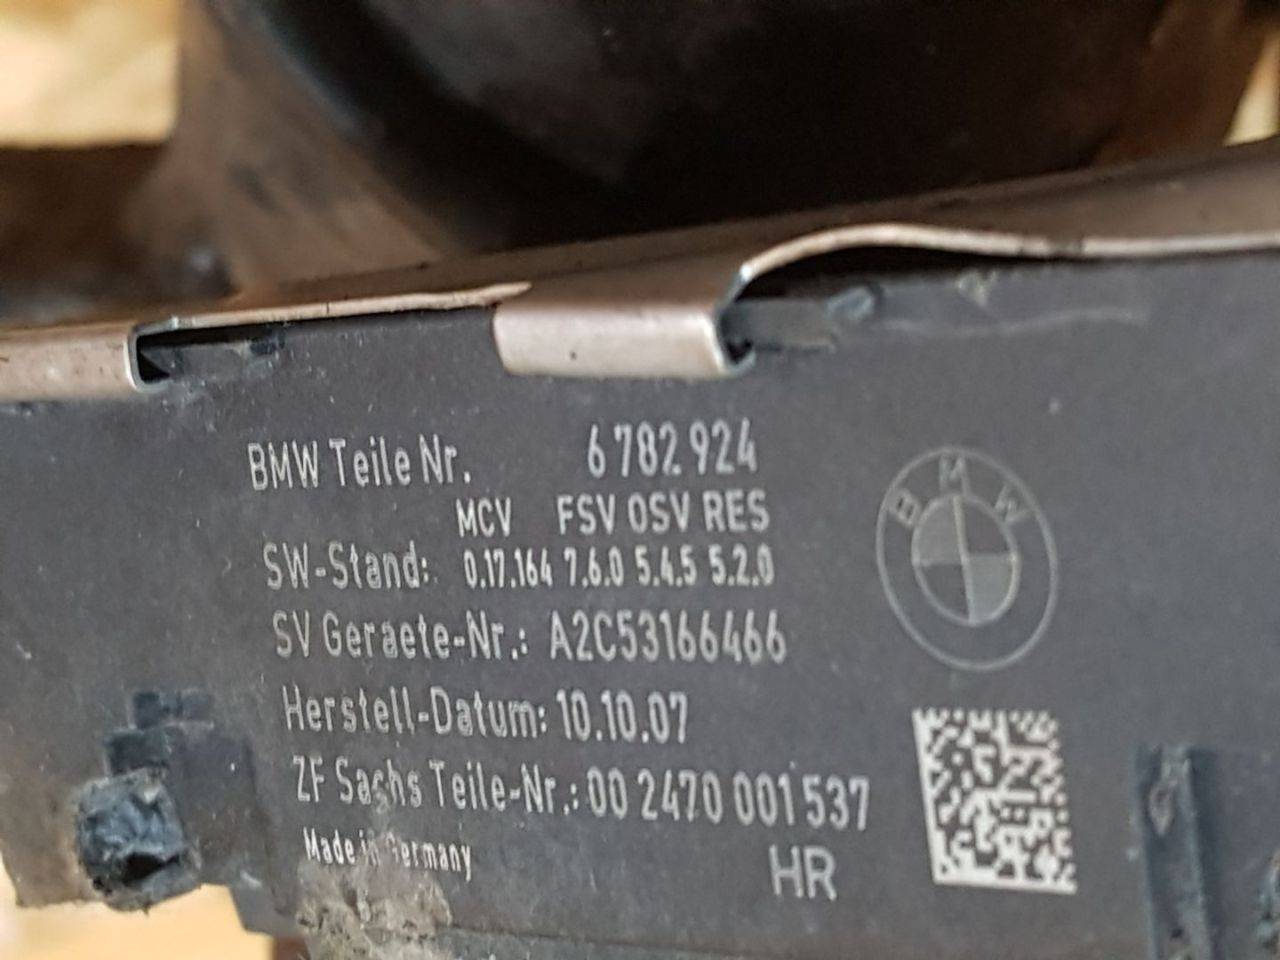 BMW Teile Nr. 6 782 924
MCV FSV OSV RES
SW-Stand: 0.17.164 7.6.0 5.4.5 5.2.0
SV Geraete-Nr.: A2C53166466
Herstell-Datum: 10.10.07
ZF Sachs Teile-Nr.: 00 2470 001 537
Made in Germany
HR
BMW